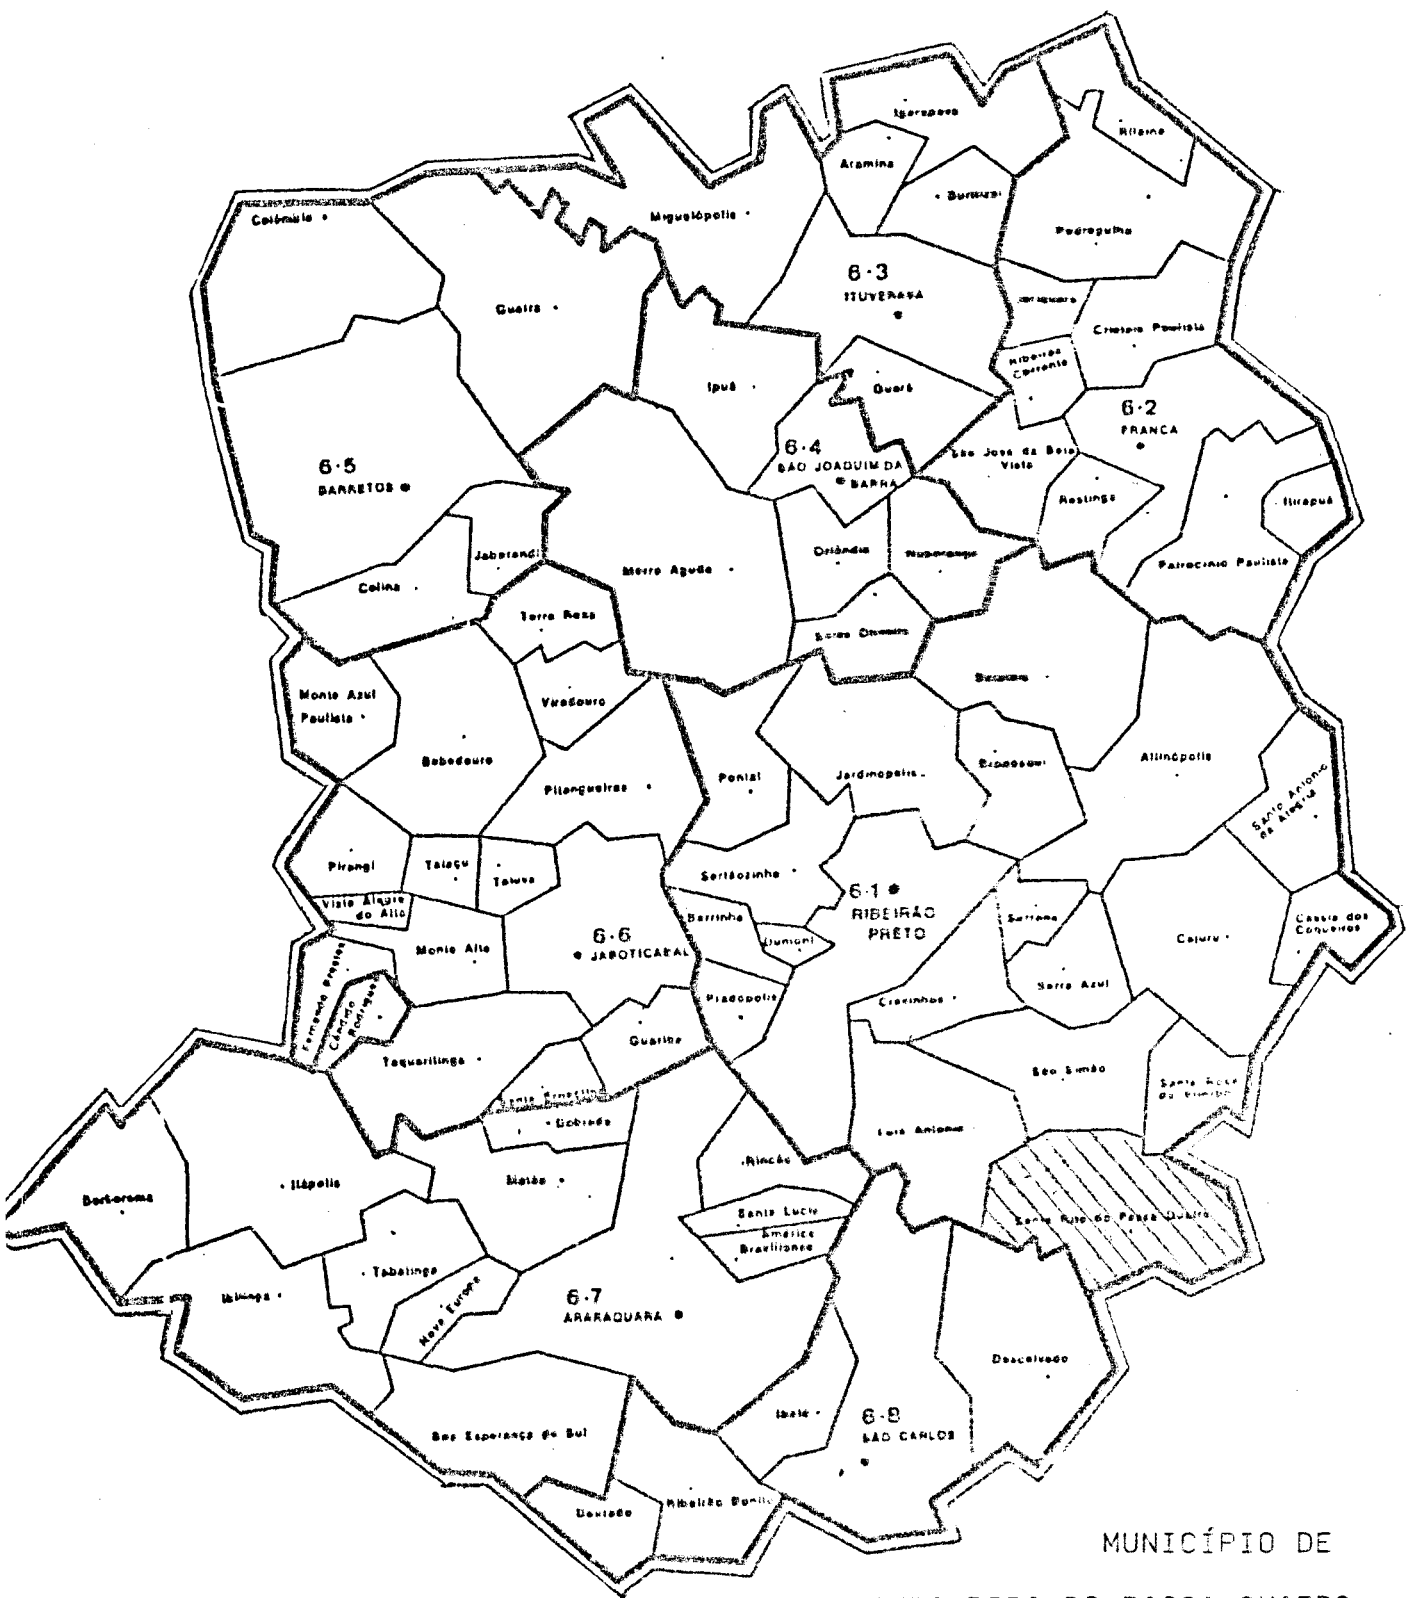 Igarapava
Rifaina
Aramina
Buritizal
Pedregulho
Colômbia
Miguelópolis
Guaíra
6·3
ITUVERAVA
Cristais Paulista
Ribeirão
Corrente
Ipuã
Guará
6·2
FRANCA
6·4
SÃO JOAQUIM DA
BARRA
São José da Bela
Vista
6·5
BARRETOS
Restinga
Itirapuã
Jaborandi
Orlândia
Nuporanga
Colina
Morro Agudo
Patrocínio Paulista
Terra Roxa
Sales Oliveira
Monte Azul
Paulista
Viradouro
Bebedouro
Pitangueiras
Pontal
Jardinópolis
Altinópolis
Santo Antonio
da Alegria
Pirangi
Taiaçu
Taiuva
Sertãozinho
Vista Alegre
do Alto
6·1
RIBEIRÃO
PRETO
Barrinha
Dumont
Serrana
Cajuru
Cássia dos
Coqueiros
Monte Alto
6·6
JABOTICABAL
Fernando Prestes
Cândido
Rodrigues
Pradópolis
Cravinhos
Serra Azul
Guariba
Taquaritinga
São Simão
Santa Rosa
Dobrada
Luis Antonio
Rincão
Borborema
Itápolis
Matão
Santa Lucia
Américo
Brasiliense
Santa Rita do Passa Quatro
Tabatinga
Nova Europa
Ibitinga
6·7
ARARAQUARA
Descalvado
Ibaté
6·8
SÃO CARLOS
Boa Esperança do Sul
Ribeirão Bonito
Dourado
MUNICÍPIO DE